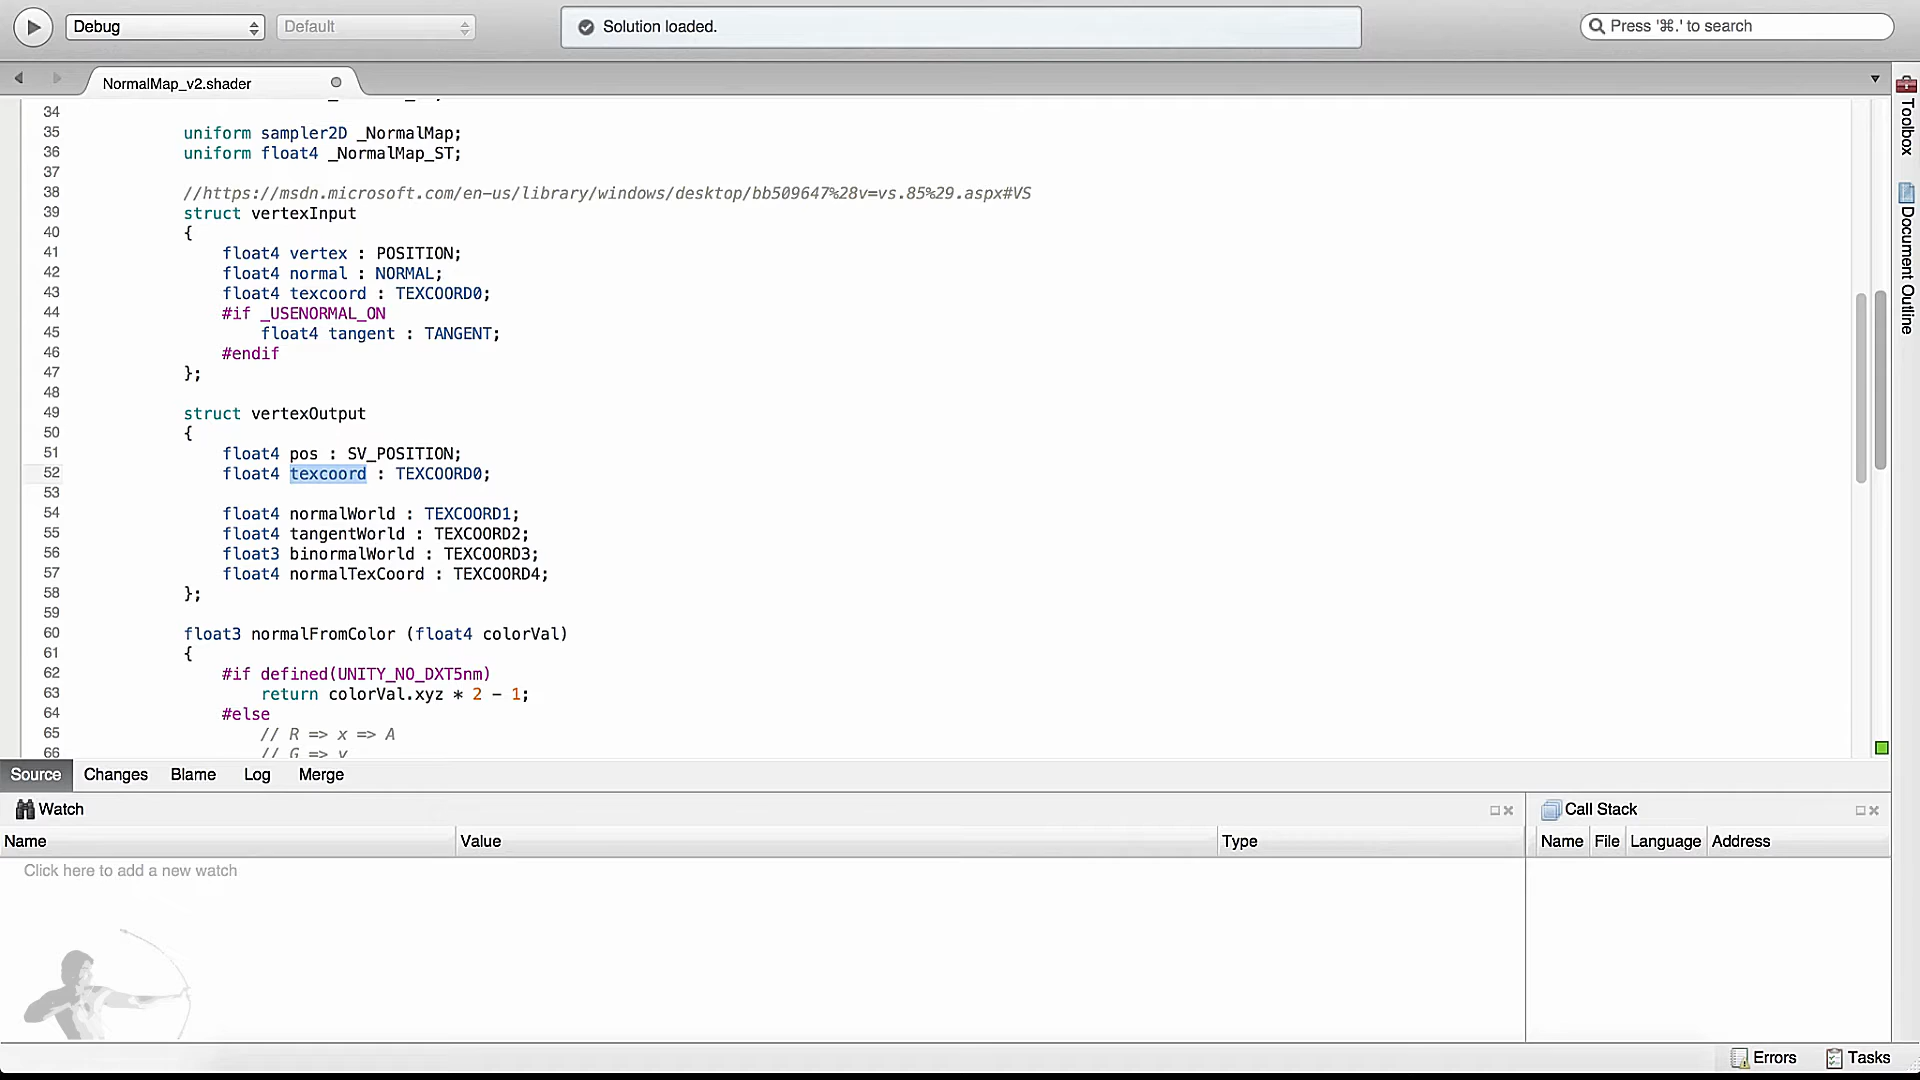 Debug
Default
Solution loaded.
Press '⌘.' to search
NormalMap_v2.shader
34
35 uniform sampler2D _NormalMap;
36 uniform float4 _NormalMap_ST;
37
38 //https://msdn.microsoft.com/en-us/library/windows/desktop/bb509647%28v=vs.85%29.aspx#VS
39 struct vertexInput
40 {
41 float4 vertex : POSITION;
42 float4 normal : NORMAL;
43 float4 texcoord : TEXCOORD0;
44 #if _USENORMAL_ON
45 float4 tangent : TANGENT;
46 #endif
47 };
48
49 struct vertexOutput
50 {
51 float4 pos : SV_POSITION;
52 float4 texcoord : TEXCOORD0;
53
54 float4 normalWorld : TEXCOORD1;
55 float4 tangentWorld : TEXCOORD2;
56 float3 binormalWorld : TEXCOORD3;
57 float4 normalTexCoord : TEXCOORD4;
58 };
59
60 float3 normalFromColor (float4 colorVal)
61 {
62 #if defined(UNITY_NO_DXT5nm)
63 return colorVal.xyz * 2 - 1;
64 #else
65 // R => x => A
66 // G => y
Toolbox
Document Outline
Source Changes Blame Log Merge
Watch
Name Value Type
Click here to add a new watch
Call Stack
Name File Language Address
Errors Tasks